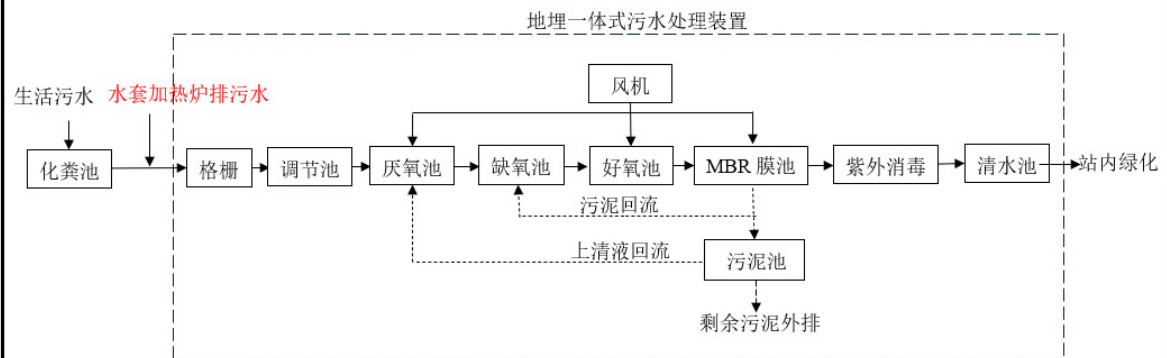 地埋一体式污水处理装置
风机
生活污水
水套加热炉排污水
化粪池
格栅
调节池
厌氧池
缺氧池
好氧池
MBR 膜池
紫外消毒
清水池
站内绿化
污泥回流
上清液回流
污泥池
剩余污泥外排